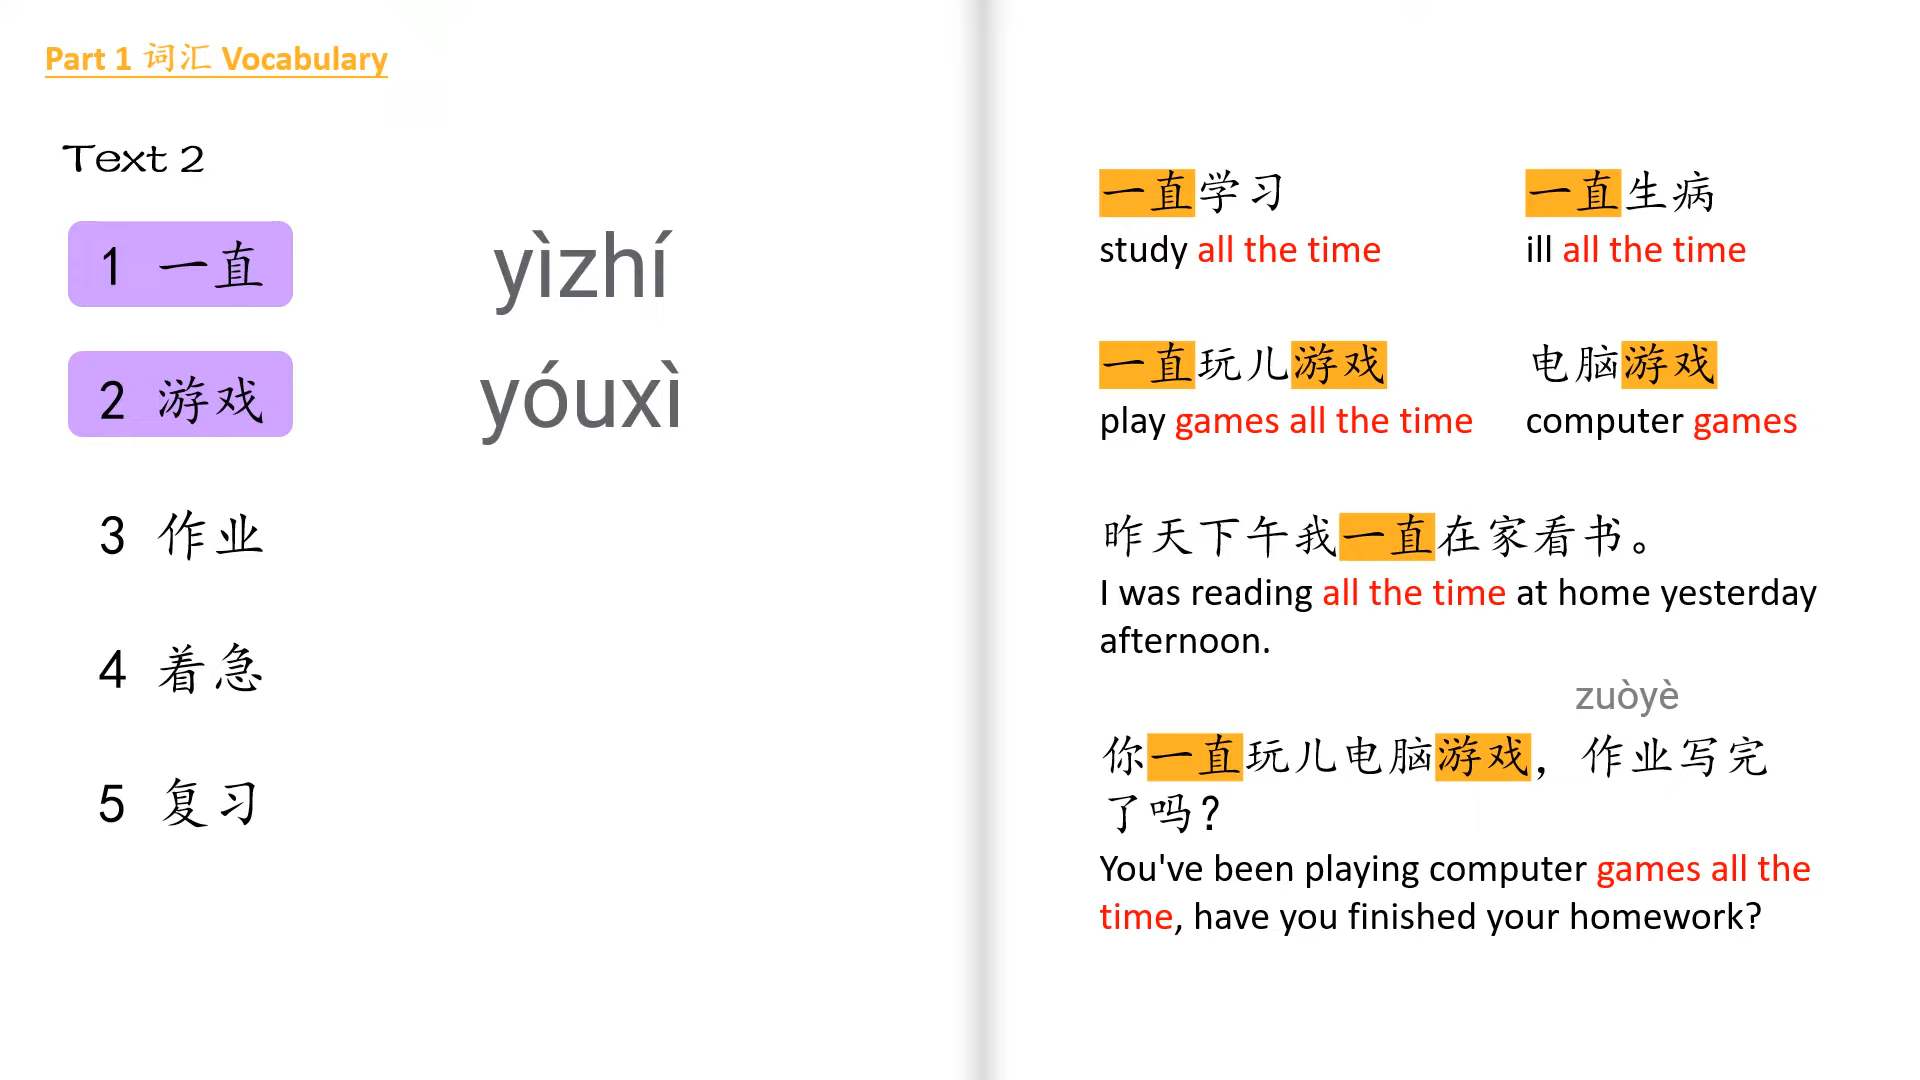 Part 1 词汇 Vocabulary
Text 2
1 一直 yìzhí
2 游戏 yóuxì
3 作业
4 着急
5 复习
一直学习 一直生病
study all the time ill all the time
一直玩儿游戏 电脑游戏
play games all the time computer games
昨天下午我一直在家看书。
I was reading all the time at home yesterday
afternoon.
zuòyè
你一直玩儿电脑游戏，作业写完
了吗？
You've been playing computer games all the
time, have you finished your homework?